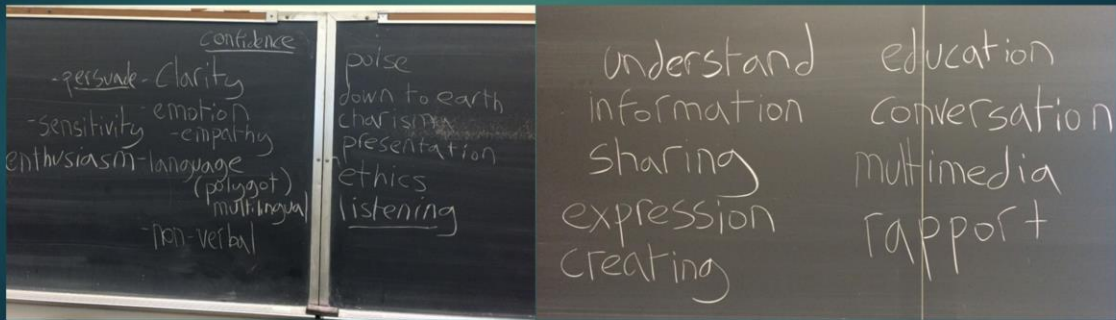 confidence
-persuade- Clarity
-emotion
-sensitivity -empathy
enthusiasm-language
(polygot)
multilingual
-non-verbal
poise
down to earth
charisma
presentation
ethics
listening
understand
information
sharing
expression
creating
education
conversation
multimedia
rapport